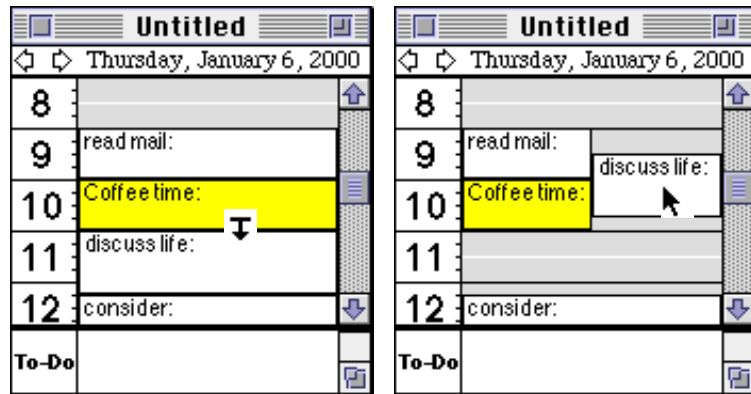 Untitled
Thursday, January 6, 2000
8
9 read mail:
10 Coffee time:
11 discuss life:
12 consider:
To-Do
Untitled
Thursday, January 6, 2000
8
9 read mail:
discuss life:
10 Coffee time:
11
12 consider:
To-Do